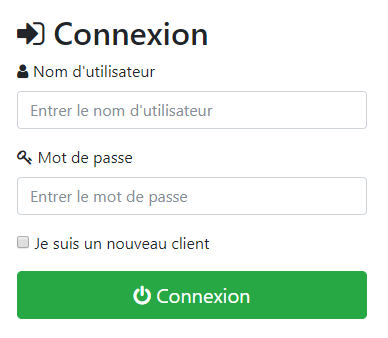 Connexion
Nom d'utilisateur
Entrer le nom d'utilisateur
Mot de passe
Entrer le mot de passe
Je suis un nouveau client
Connexion